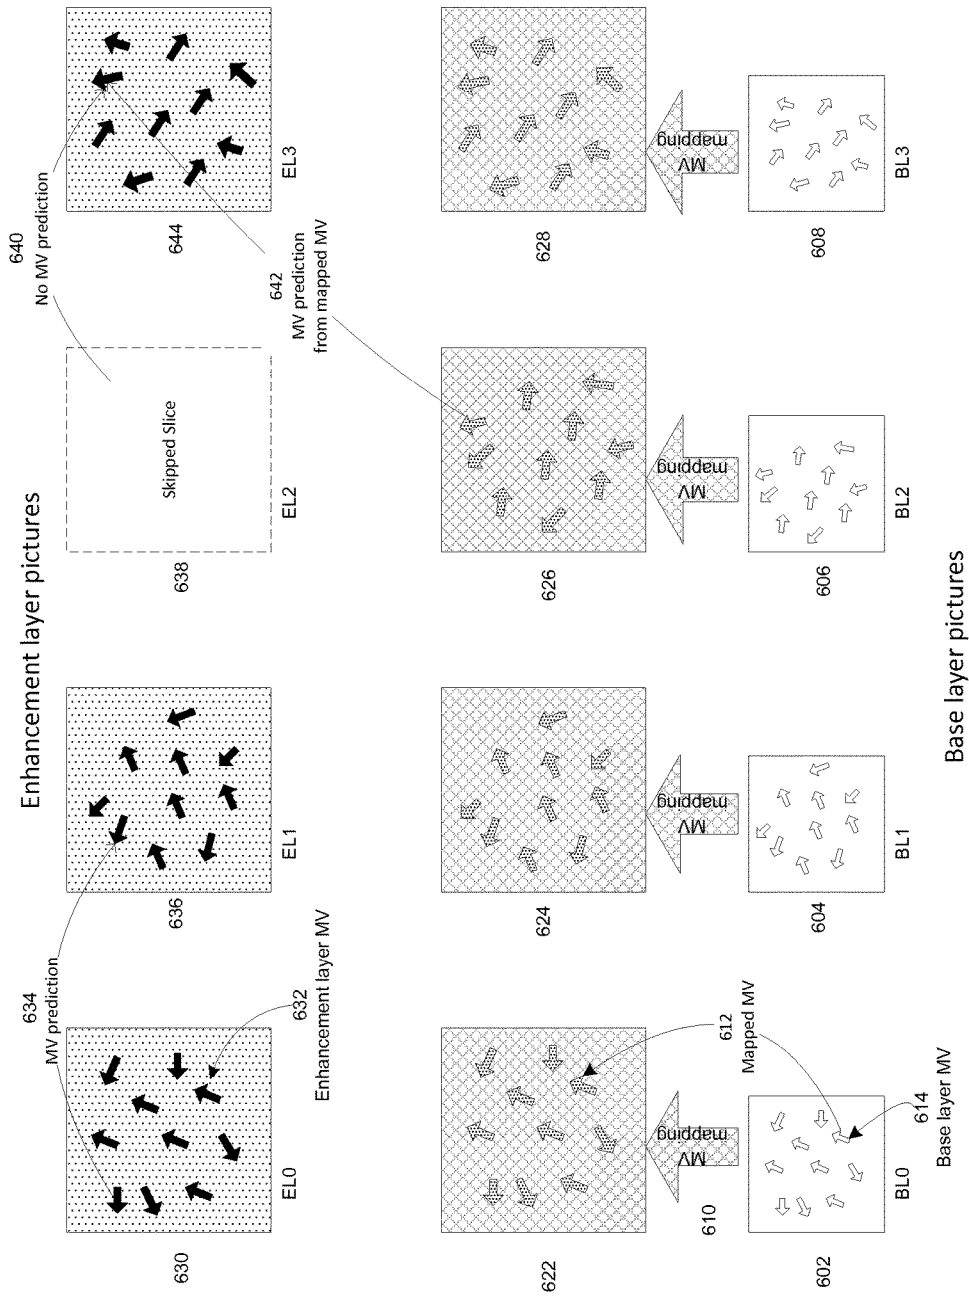 Enhancement layer pictures
634
MV prediction
640
No MV prediction
Skipped Slice
EL0
EL1
EL2
EL3
630
636
638
644
632
Enhancement layer MV
642
MV prediction
from mapped MV
622
624
626
628
612
Mapped MV
610
MV
mapping
MV
mapping
MV
mapping
MV
mapping
BL0
BL1
BL2
BL3
602
604
606
608
614
Base layer MV
Base layer pictures